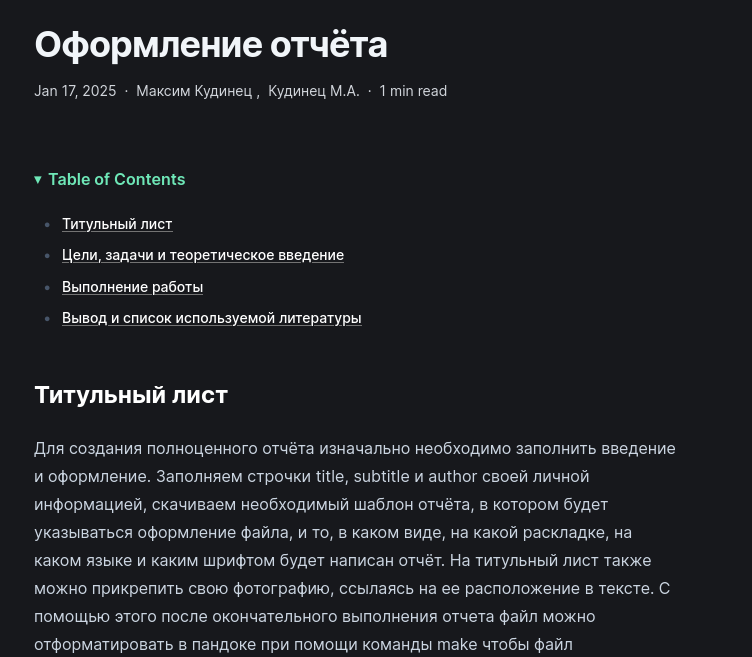 Оформление отчёта
Jan 17, 2025 · Максим Кудинец , Кудинец М.А. · 1 min read
▾ Table of Contents
Титульный лист
Цели, задачи и теоретическое введение
Выполнение работы
Вывод и список используемой литературы
Титульный лист
Для создания полноценного отчёта изначально необходимо заполнить введение
и оформление. Заполняем строчки title, subtitle и author своей личной
информацией, скачиваем необходимый шаблон отчёта, в котором будет
указываться оформление файла, и то, в каком виде, на какой раскладке, на
каком языке и каким шрифтом будет написан отчёт. На титульный лист также
можно прикрепить свою фотографию, ссылаясь на ее расположение в тексте. С
помощью этого после окончательного выполнения отчета файл можно
отформатировать в пандоке при помощи команды make чтобы файл